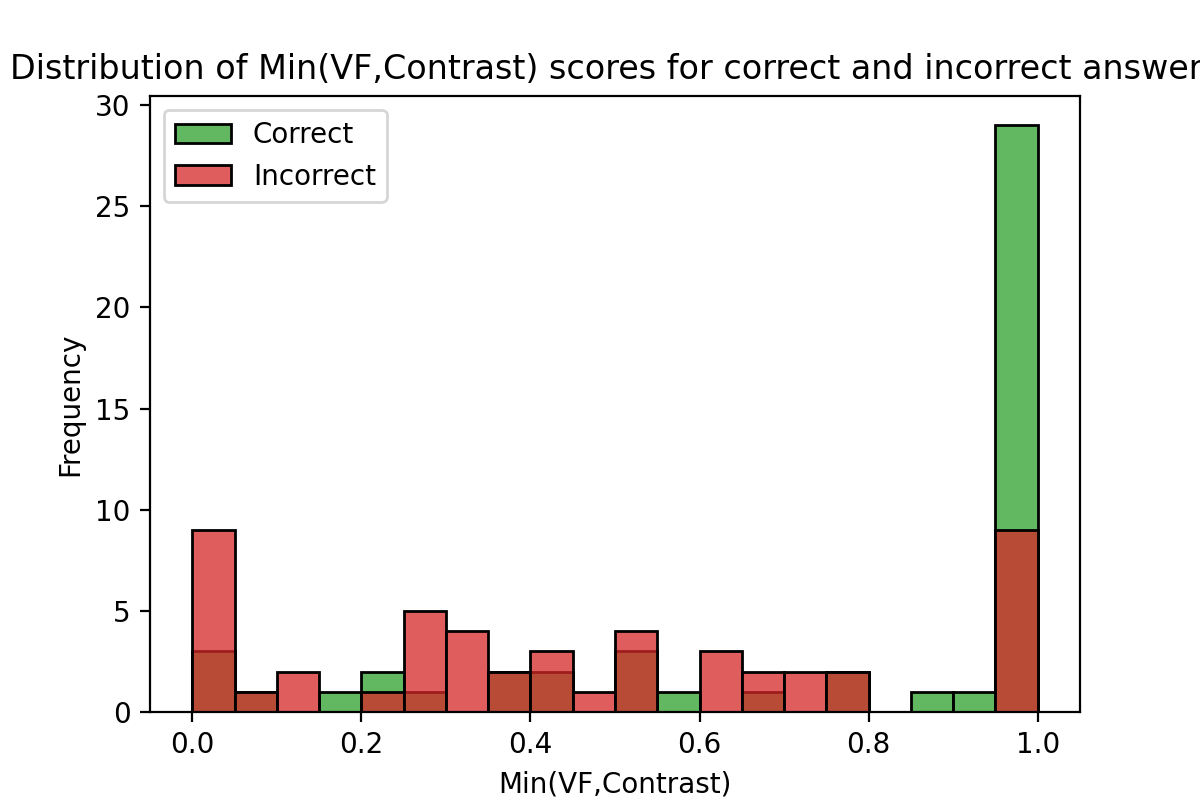 Distribution of Min(VF,Contrast) scores for correct and incorrect answer
30
25
20
15
10
5
0
Frequency
Correct
Incorrect
0.0 0.2 0.4 0.6 0.8 1.0
Min(VF,Contrast)